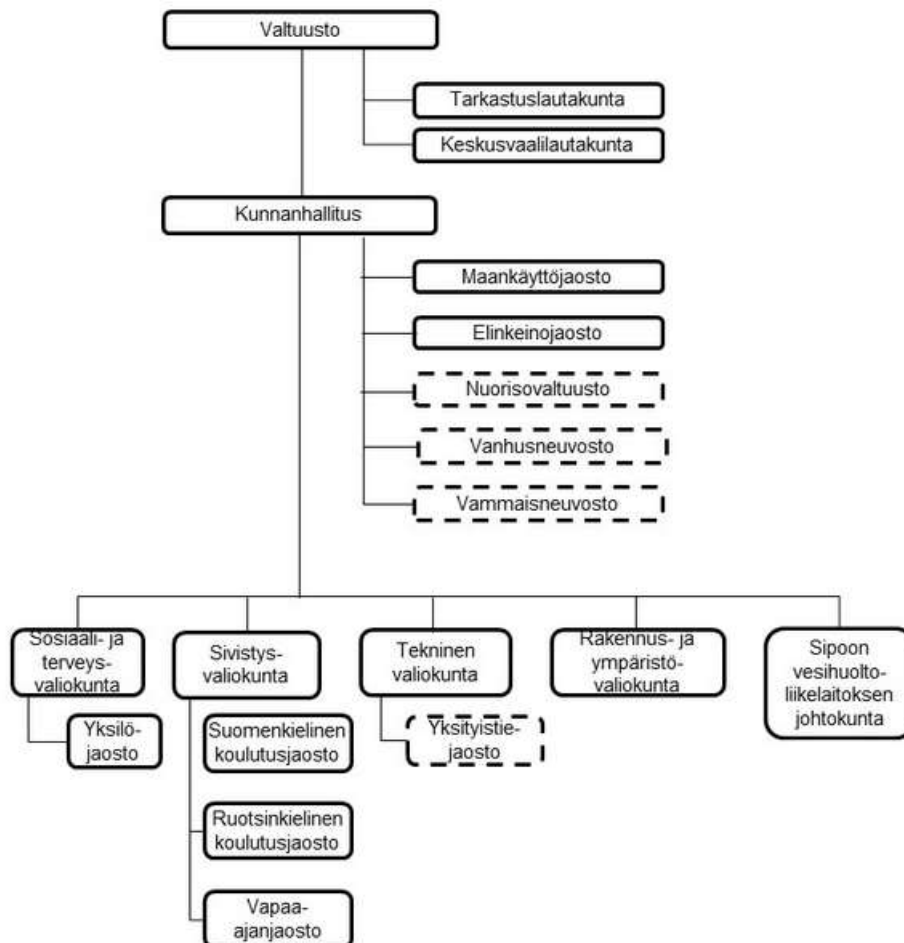 Valtuusto
Tarkastuslautakunta
Keskusvaalilautakunta
Kunnanhallitus
Maankäyttöjaosto
Elinkeinojaosto
Nuorisovaltuusto
Vanhusneuvosto
Vammaisneuvosto
Sosiaali- ja
terveys-
valiokunta
Yksilö-
jaosto
Sivistys-
valiokunta
Suomenkielinen
koulutusjaosto
Ruotsinkielinen
koulutusjaosto
Vapaa-
ajanjaosto
Tekninen
valiokunta
Yksityistie-
jaosto
Rakennus- ja
ympäristö-
valiokunta
Sipoon
vesihuolto-
liikelaitoksen
johtokunta